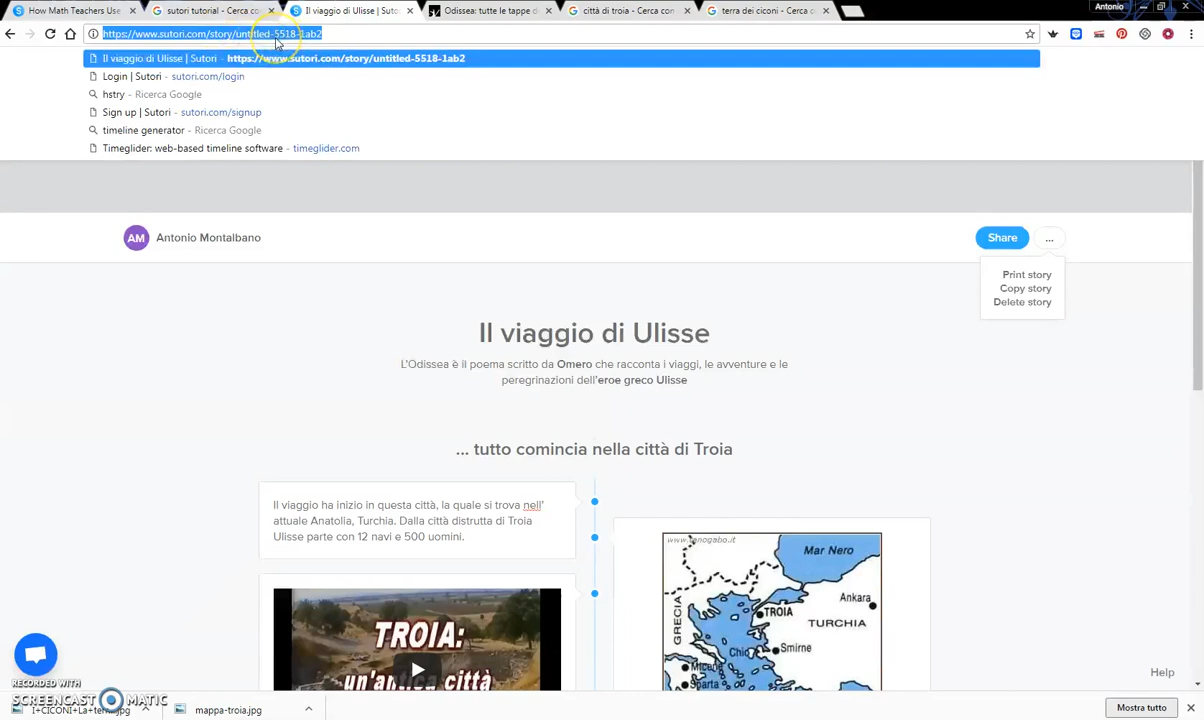 How Math Teachers Use
sutori tutorial - Cerca co
Il viaggio di Ulisse | Suto
Odissea: tutte le tappe d
città di troia - Cerca con
terra dei ciconi - Cerca c
Antonio
https://www.sutori.com/story/untitled-5518-1ab2
Il viaggio di Ulisse | Sutori - https://www.sutori.com/story/untitled-5518-1ab2
Login | Sutori - sutori.com/login
hstry - Ricerca Google
Sign up | Sutori - sutori.com/signup
timeline generator - Ricerca Google
Timeglider: web-based timeline software - timeglider.com
AM
Antonio Montalbano
Share
...
Print story
Copy story
Delete story
Il viaggio di Ulisse
L'Odissea è il poema scritto da Omero che racconta i viaggi, le avventure e le
peregrinazioni dell'eroe greco Ulisse
... tutto comincia nella città di Troia
Il viaggio ha inizio in questa città, la quale si trova nell'
attuale Anatolia, Turchia. Dalla città distrutta di Troia
Ulisse parte con 12 navi e 500 uomini.
TROIA:
un'antica città
Mar Nero
Ankara
TROIA
TURCHIA
GRECIA
Chio
Smirne
Micene
Sparta
Help
RECORDED WITH
SCREENCAST MATIC
I+CICONI+La+terra.jpg
mappa-troia.jpg
Mostra tutto